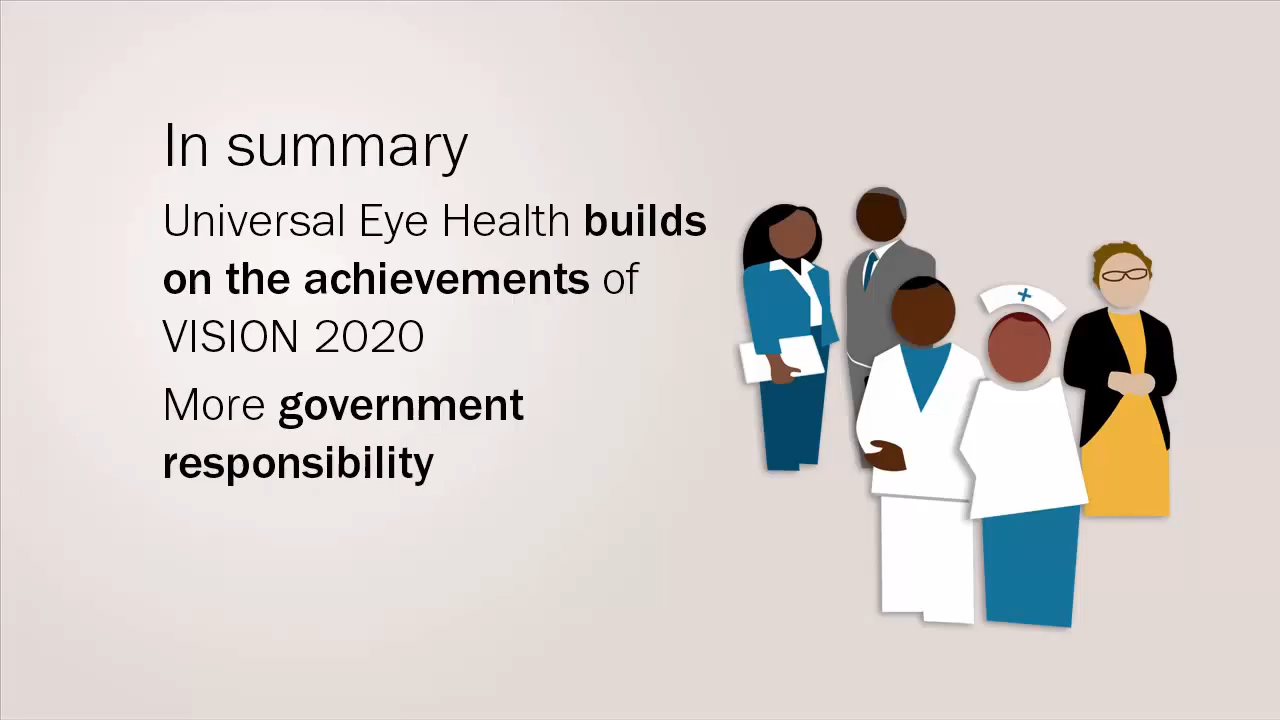 In summary
Universal Eye Health builds
on the achievements of
VISION 2020
More government
responsibility